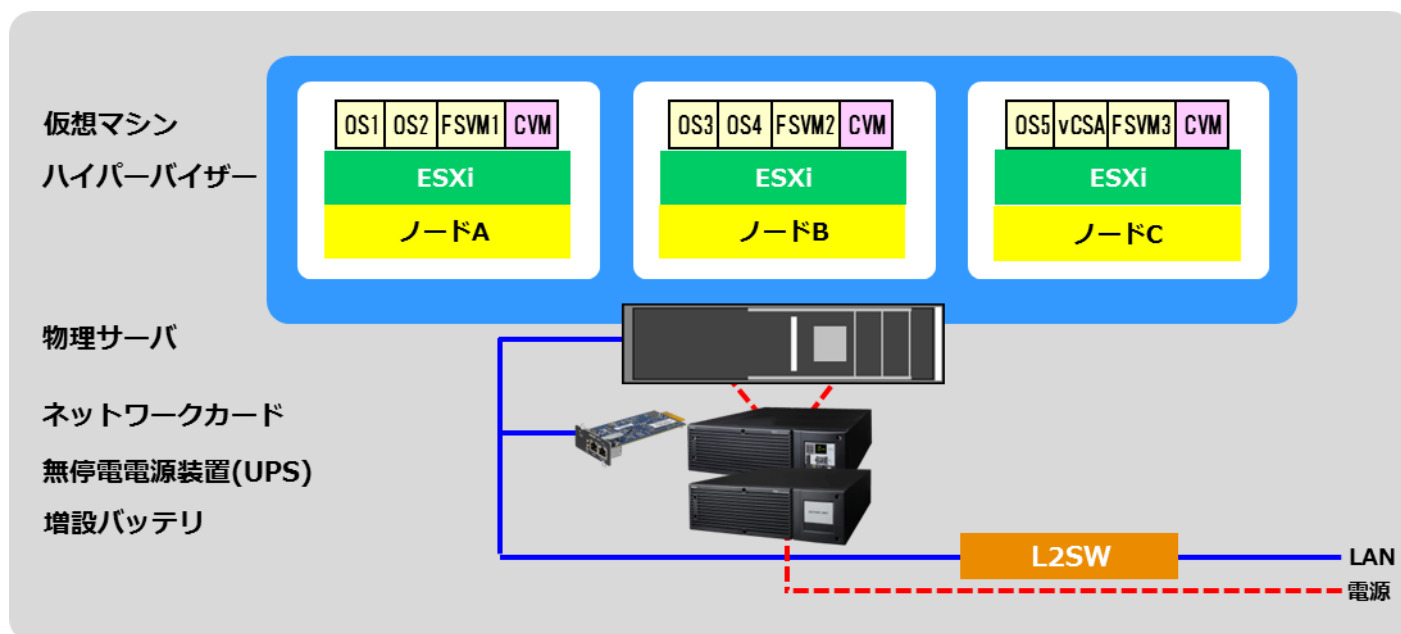 仮想マシン
OS1 OS2 FSVM1 CVM
OS3 OS4 FSVM2 CVM
OS5 vCSA FSVM3 CVM
ハイパーバイザー
ESXi
ESXi
ESXi
ノードA
ノードB
ノードC
物理サーバ
ネットワークカード
無停電電源装置(UPS)
増設バッテリ
L2SW
LAN
電源